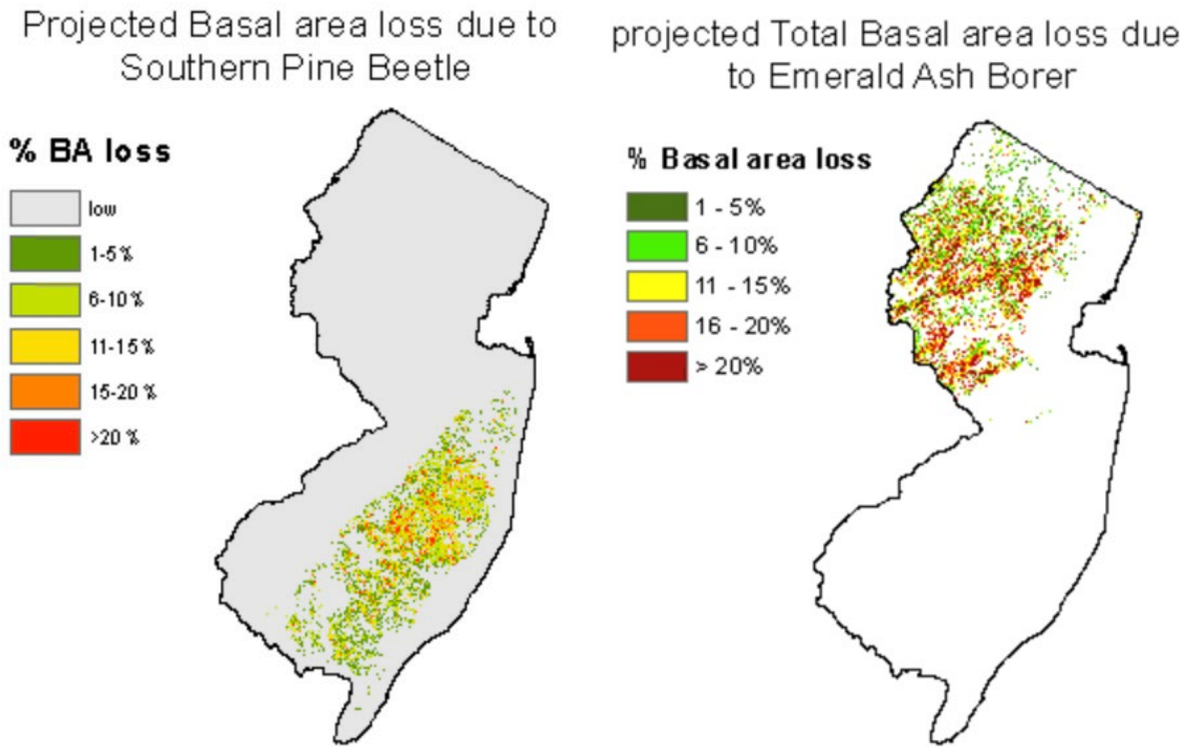 Projected Basal area loss due to
Southern Pine Beetle
% BA loss
low
1-5 %
6-10 %
11-15 %
15-20 %
>20 %
projected Total Basal area loss due
to Emerald Ash Borer
% Basal area loss
1 - 5%
6 - 10%
11 - 15%
16 - 20%
> 20%